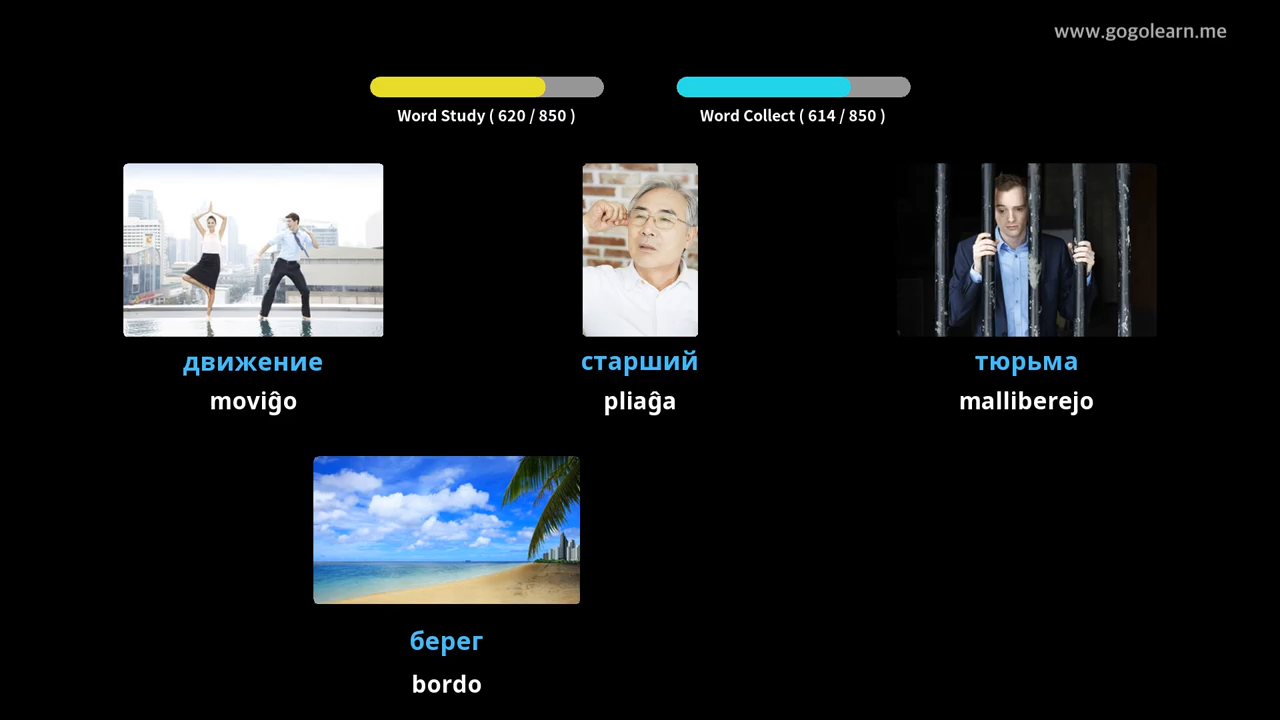 www.gogolearn.me
Word Study ( 620 / 850 )
Word Collect ( 614 / 850 )
движение
moviĝo
старший
pliaĝa
тюрьма
malliberejo
берег
bordo